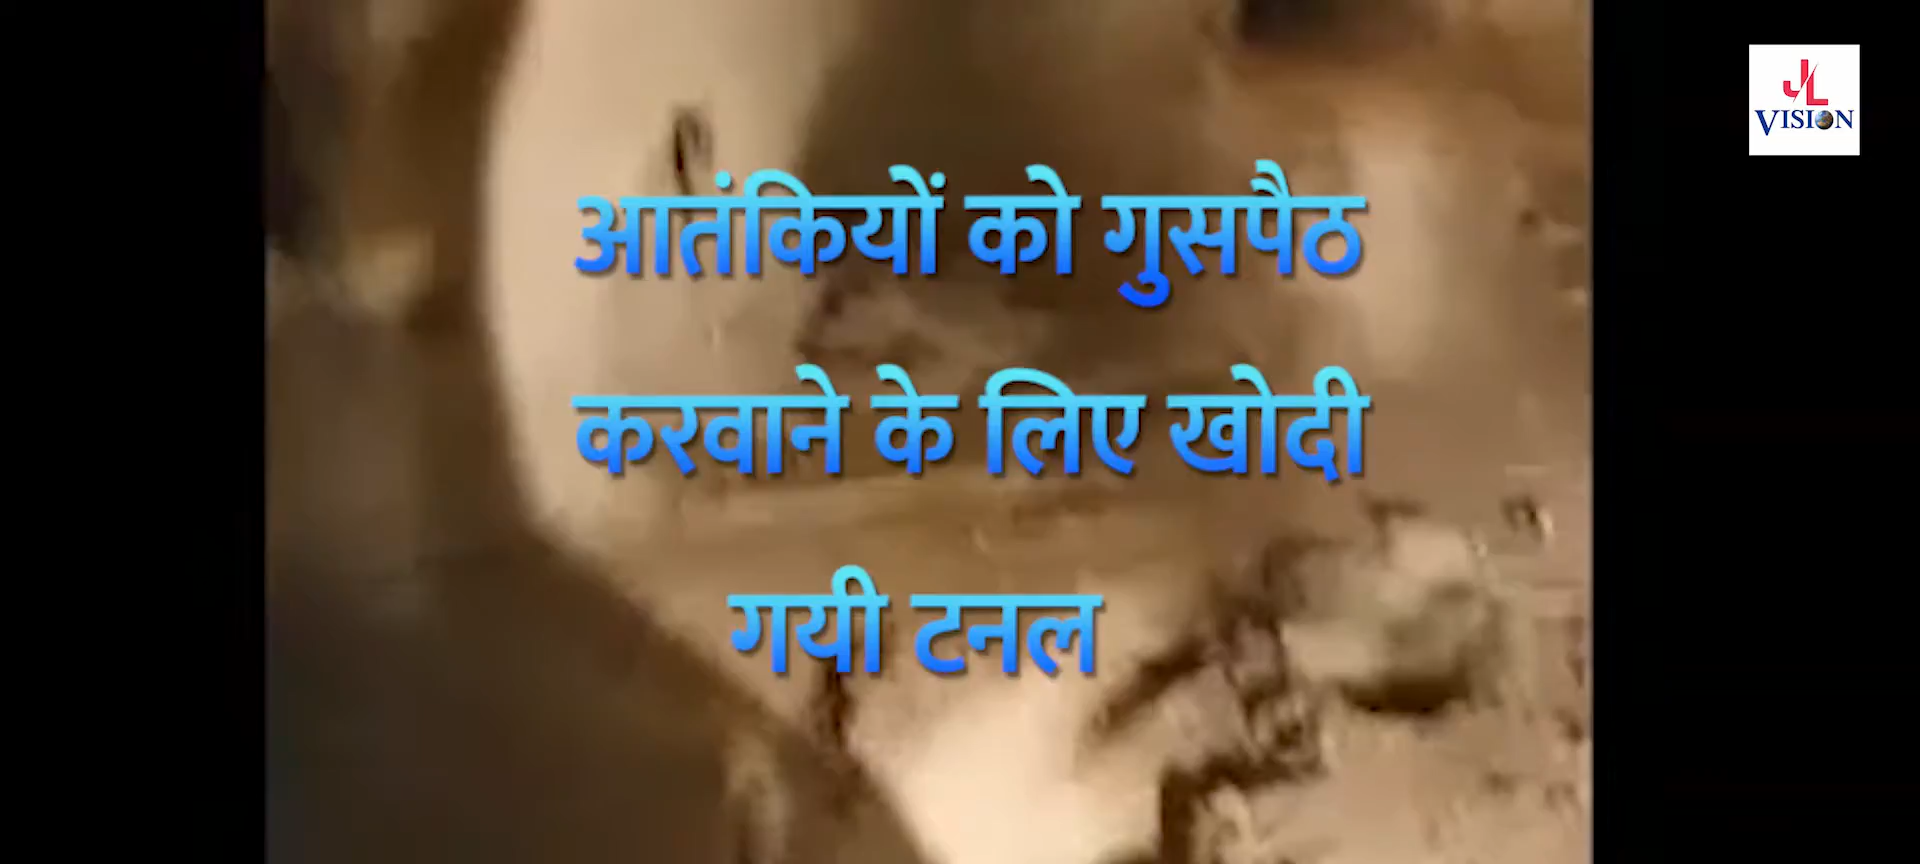 JL
VISION
आतंकियों को गुसपैठ
करवाने के लिए खोदी
गयी टनल